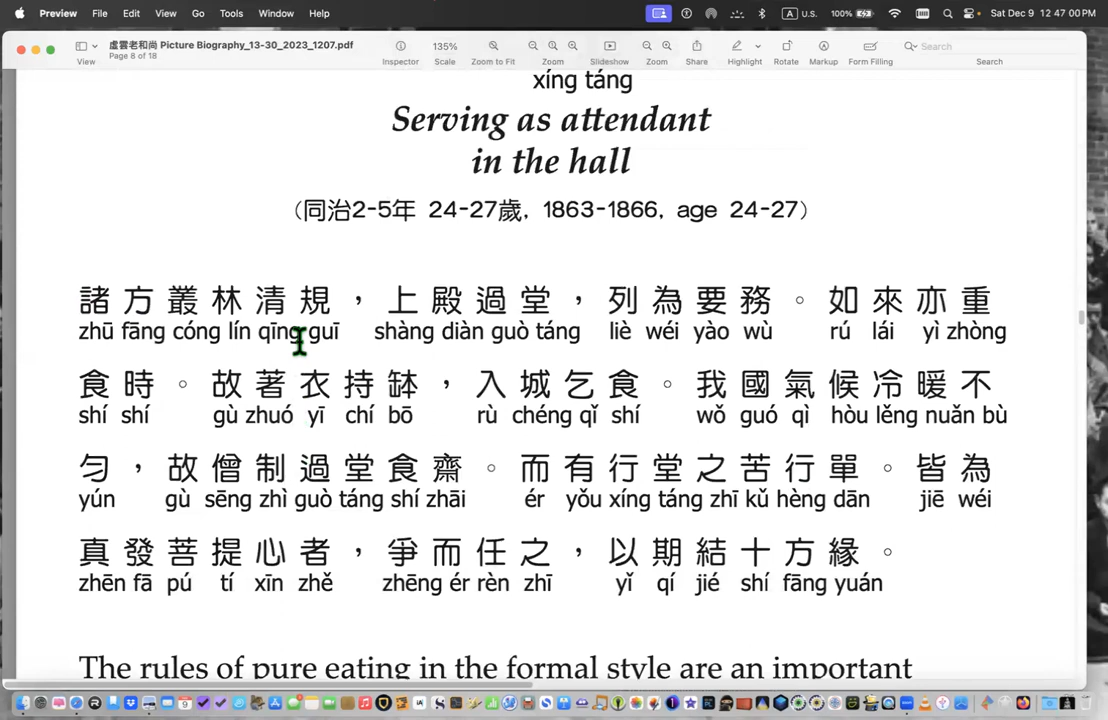 Preview File Edit View Go Tools Window Help
A U.S. 100% Sat Dec 9 12 47 00 PM
虛雲老和尚 Picture Biography_13-30_2023_1207.pdf
Page 8 of 18
135%
Search
View Inspector Scale Zoom to Fit Zoom Slideshow Zoom Share Highlight Rotate Markup Form Filling Search
xíng táng
Serving as attendant
in the hall
(同治2-5年 24-27歲, 1863-1866, age 24-27)
諸方叢林清規，上殿過堂，列為要務。如來亦重
zhū fāng cóng lín qīng guī shàng diàn guò táng liè wéi yào wù rú lái yì zhòng
食時。故著衣持缽，入城乞食。我國氣候冷暖不
shí shí gù zhuó yī chí bō rù chéng qǐ shí wǒ guó qì hòu lěng nuǎn bù
勻，故僧制過堂食齋。而有行堂之苦行單。皆為
yún gù sēng zhì guò táng shí zhāi ér yǒu xíng táng zhī kǔ hèng dān jiē wéi
真發菩提心者，爭而任之，以期結十方緣。
zhēn fā pú tí xīn zhě zhēng ér rèn zhī yǐ qí jié shí fāng yuán
The rules of pure eating in the formal style are an important